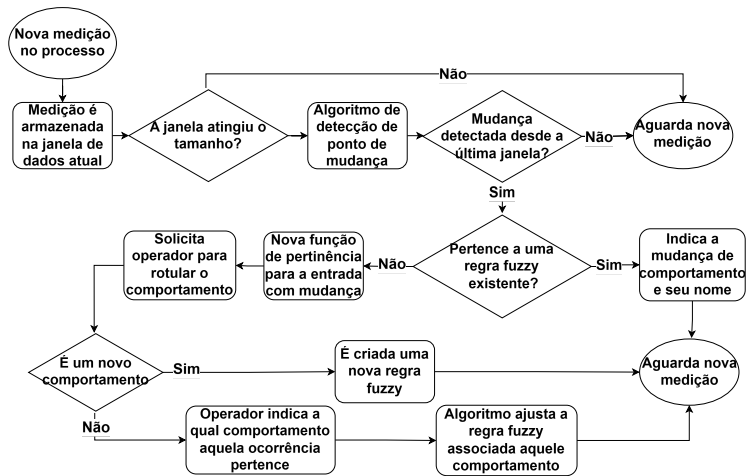 Nova medição
no processo
Não
Medição é
armazenada
na janela de
dados atual
A janela atingiu o
tamanho?
Algoritmo de
detecção de
ponto de
mudança
Mudança
detectada desde a
última janela?
Não
Aguarda nova
medição
Sim
Solicita
operador para
rotular o
comportamento
Nova função
de pertinência
para a entrada
com mudança
Não
Pertence a uma
regra fuzzy
existente?
Sim
Indica a
mudança de
comportamento
e seu nome
É um novo
comportamento
Sim
É criada uma
nova regra
fuzzy
Aguarda nova
medição
Não
Operador indica a
qual comportamento
aquela ocorrência
pertence
Algoritmo ajusta a
regra fuzzy
associada aquele
comportamento